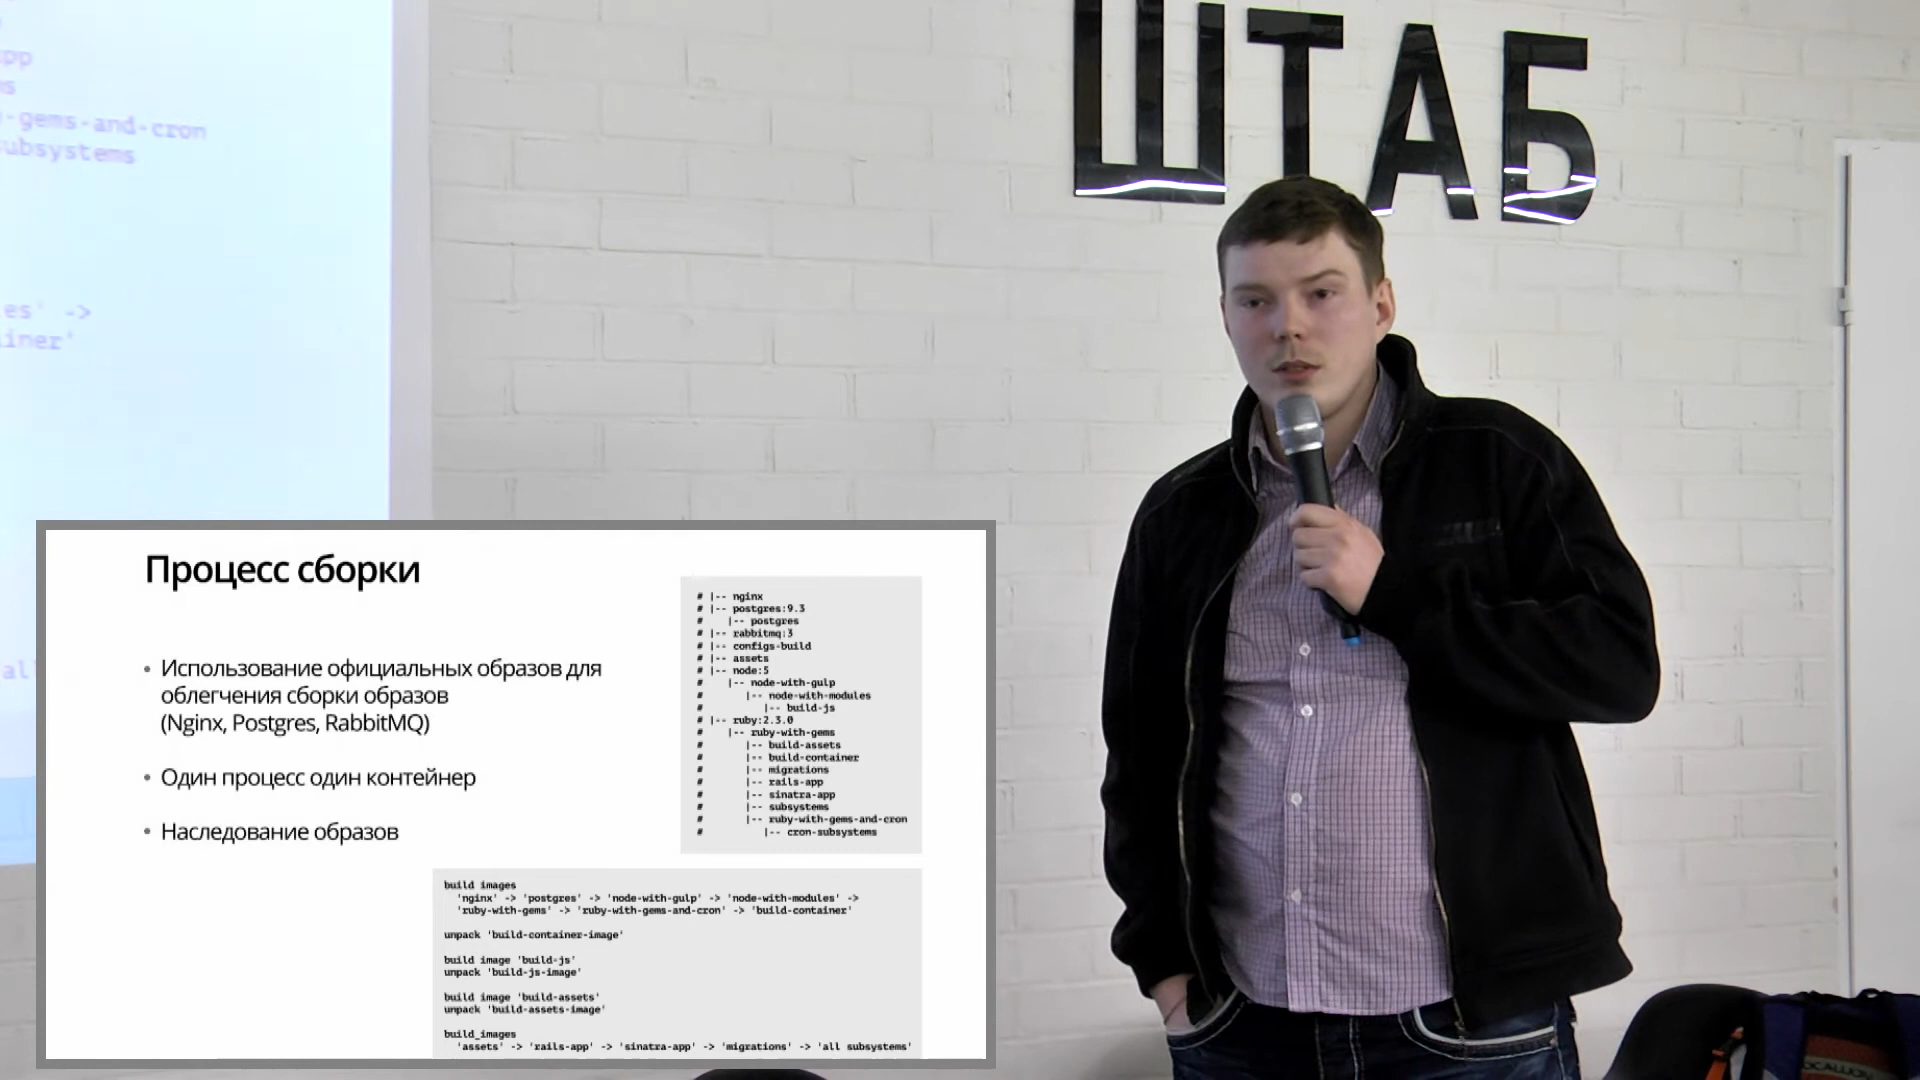 ШТАБ
-gems-and-cron
ubsystems
es' ->
iner'
Процесс сборки
• Использование официальных образов для
облегчения сборки образов
(Nginx, Postgres, RabbitMQ)
• Один процесс один контейнер
• Наследование образов
# |-- nginx
# |-- postgres:9.3
#    |-- postgres
# |-- rabbitmq:3
# |-- configs-build
# |-- assets
# |-- node:5
#    |-- node-with-gulp
#       |-- node-with-modules
#          |-- build-js
# |-- ruby:2.3.0
#    |-- ruby-with-gems
#       |-- build-assets
#       |-- build-container
#       |-- migrations
#       |-- rails-app
#       |-- sinatra-app
#       |-- subsystems
#       |-- ruby-with-gems-and-cron
#          |-- cron-subsystems
build images
'nginx' -> 'postgres' -> 'node-with-gulp' -> 'node-with-modules' ->
'ruby-with-gems' -> 'ruby-with-gems-and-cron' -> 'build-container'
unpack 'build-container-image'
build image 'build-js'
unpack 'build-js-image'
build image 'build-assets'
unpack 'build-assets-image'
build_images
'assets' -> 'rails-app' -> 'sinatra-app' -> 'migrations' -> 'all subsystems'